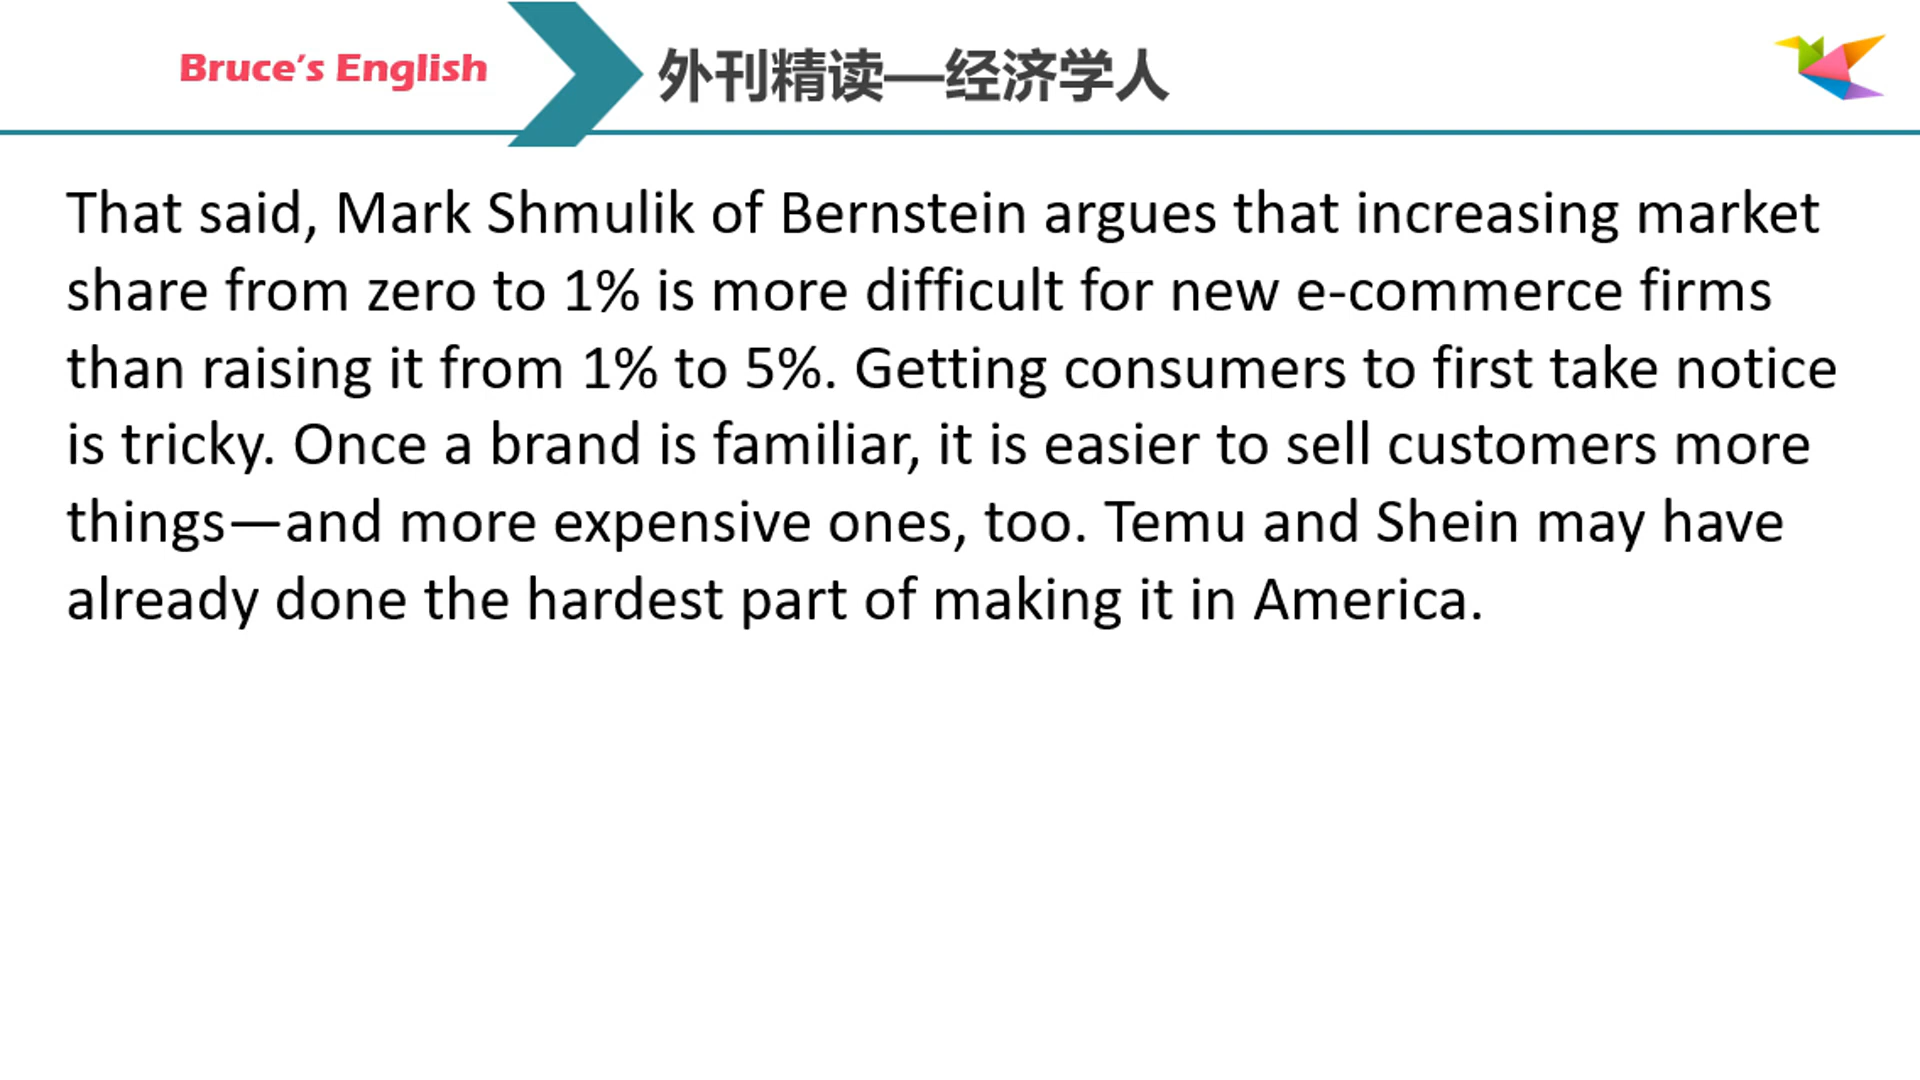 Bruce's English
外刊精读—经济学人
That said, Mark Shmulik of Bernstein argues that increasing market
share from zero to 1% is more difficult for new e-commerce firms
than raising it from 1% to 5%. Getting consumers to first take notice
is tricky. Once a brand is familiar, it is easier to sell customers more
things—and more expensive ones, too. Temu and Shein may have
already done the hardest part of making it in America.